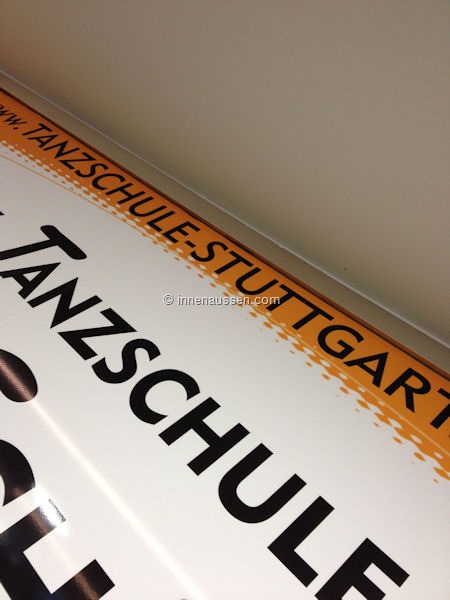 www.TANZSCHULE-STUTTGART.
TANZSCHULE
© innenaussen.com